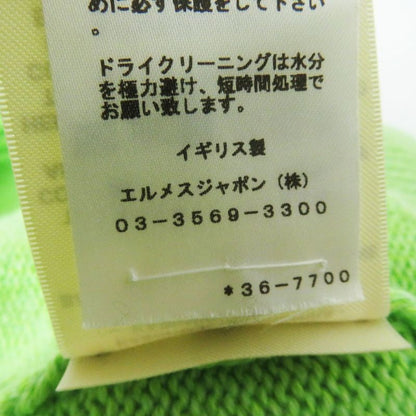 めに必ず保護をして下さい
。
ドライクリーニングは水分
を極力避け、短時間処理で
お願い致します。
イギリス製
エルメスジャポン（株）
03-3569-3300
*36-7700